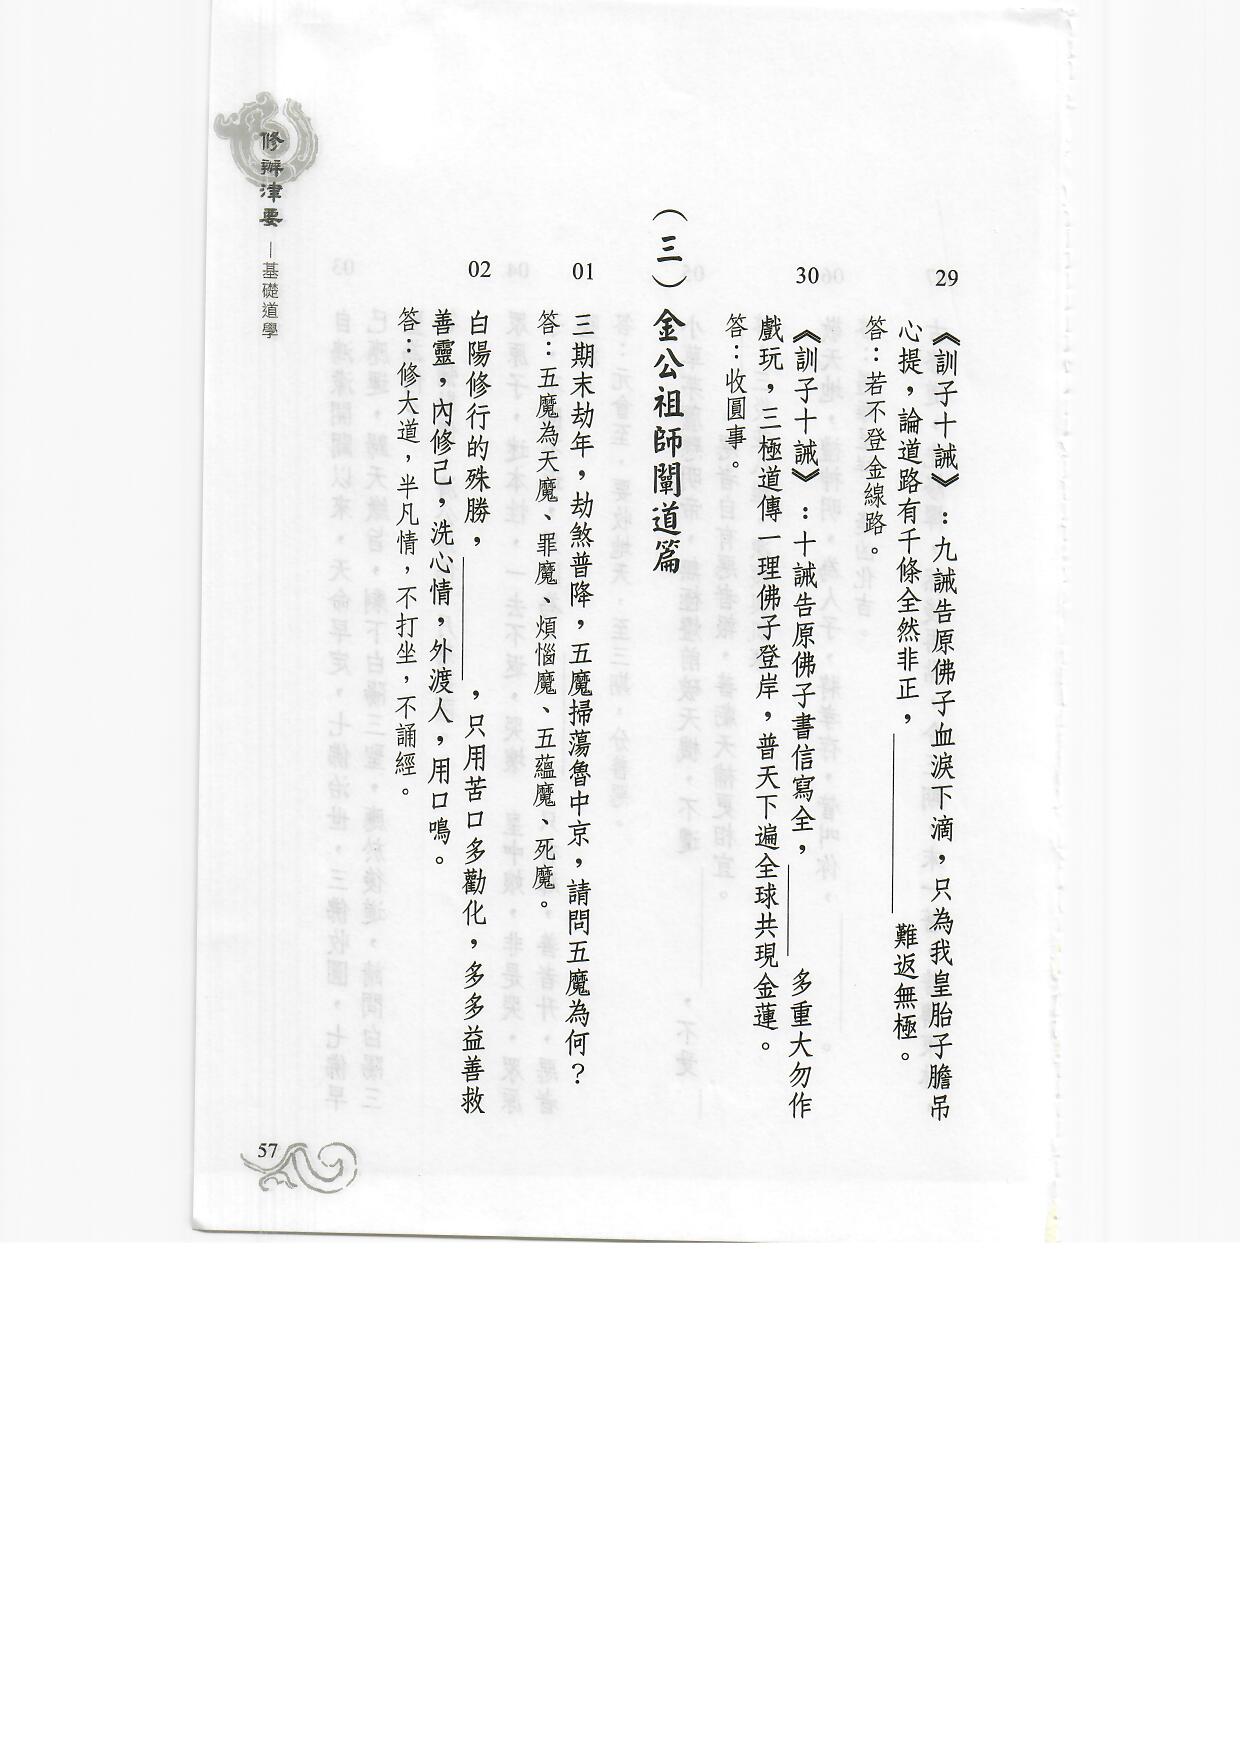 29
《訓子十誡》:九誡告原佛子血淚下滴,只為我皇胎子膽吊
心提,論道路有千條全然非正,________難返無極。
答:若不登金線路。
30
《訓子十誡》:十誡告原佛子書信寫全,________多重大勿作
戲玩,三極道傳一理佛子登岸,普天下遍全球共現金蓮。
答:收圓事。
(三)金公祖師闡道篇
01
三期末劫年,劫煞普降,五魔掃蕩魯中京,請問五魔為何?
答:五魔為天魔、罪魔、煩惱魔、五蘊魔、死魔。
02
白陽修行的殊勝,________,只用苦口多勸化,多多益善救
善靈,內修己,洗心情,外渡人,用口鳴。
答:修大道,半凡情,不打坐,不誦經。
修辦津要—基礎道學
57